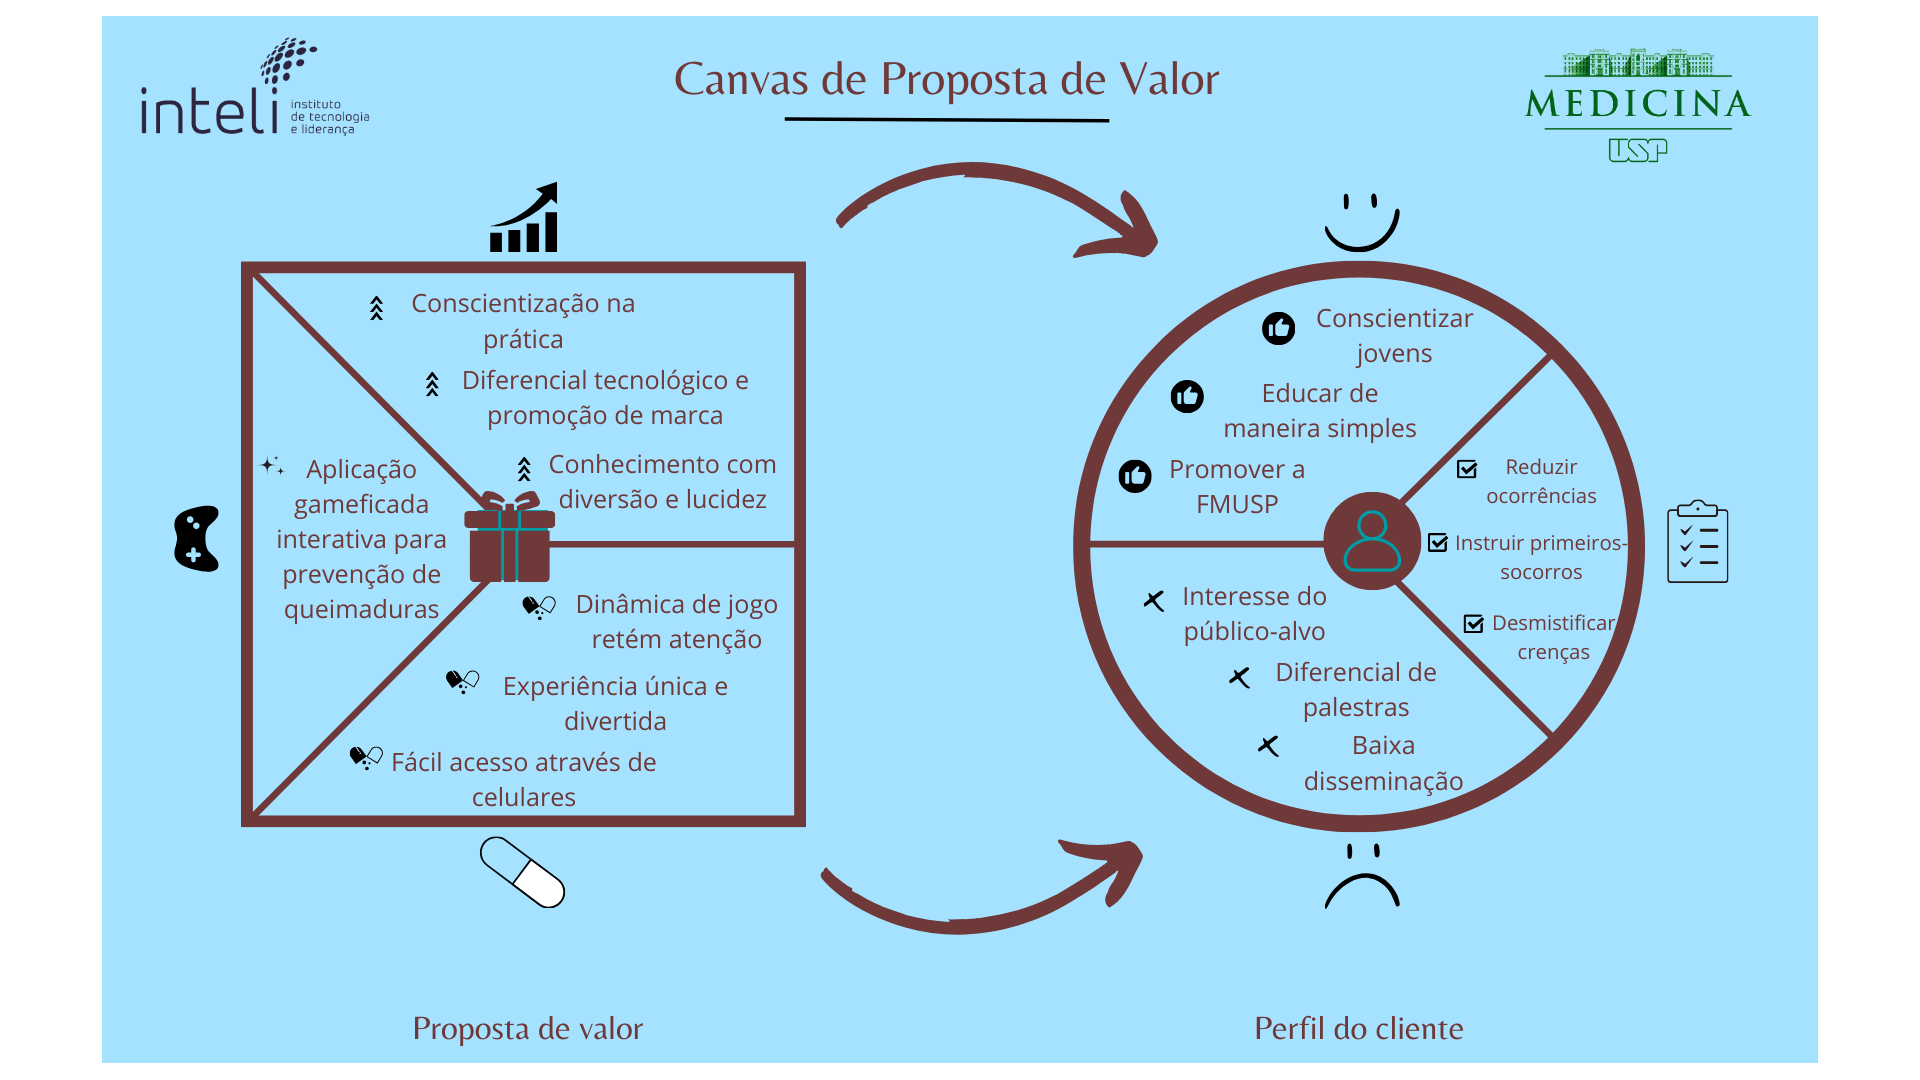 inteli
instituto
de tecnologia
e liderança
Canvas de Proposta de Valor
MEDICINA
USP
Conscientização na
prática
Diferencial tecnológico e
promoção de marca
Conhecimento com
diversão e lucidez
Aplicação
gameficada
interativa para
prevenção de
queimaduras
Dinâmica de jogo
retém atenção
Experiência única e
divertida
Fácil acesso através de
celulares
Conscientizar
jovens
Educar de
maneira simples
Promover a
FMUSP
Reduzir
ocorrências
Instruir primeiros-
socorros
Desmistificar
crenças
Interesse do
público-alvo
Diferencial de
palestras
Baixa
disseminação
Proposta de valor
Perfil do cliente